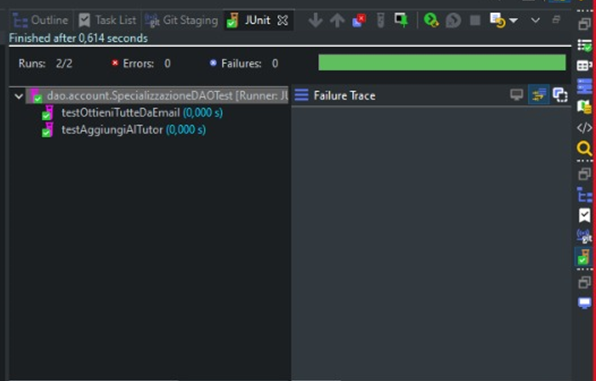 Outline Task List Git Staging JUnit
Finished after 0,614 seconds
Runs: 2/2 Errors: 0 Failures: 0
dao.account.SpecializzazioneDAOTest [Runner: JU
Failure Trace
testOttieniTutteDaEmail (0,000 s)
testAggiungiAlTutor (0,000 s)